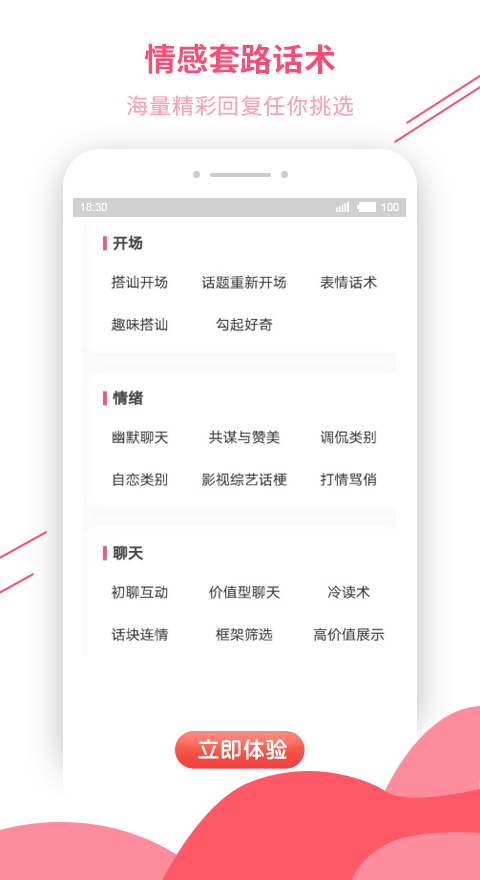 情感套路话术
海量精彩回复任你挑选
18:30 100
开场
搭讪开场 话题重新开场 表情话术
趣味搭讪 勾起好奇
情绪
幽默聊天 共谋与赞美 调侃类别
自恋类别 影视综艺话梗 打情骂俏
聊天
初聊互动 价值型聊天 冷读术
话块连情 框架筛选 高价值展示
立即体验